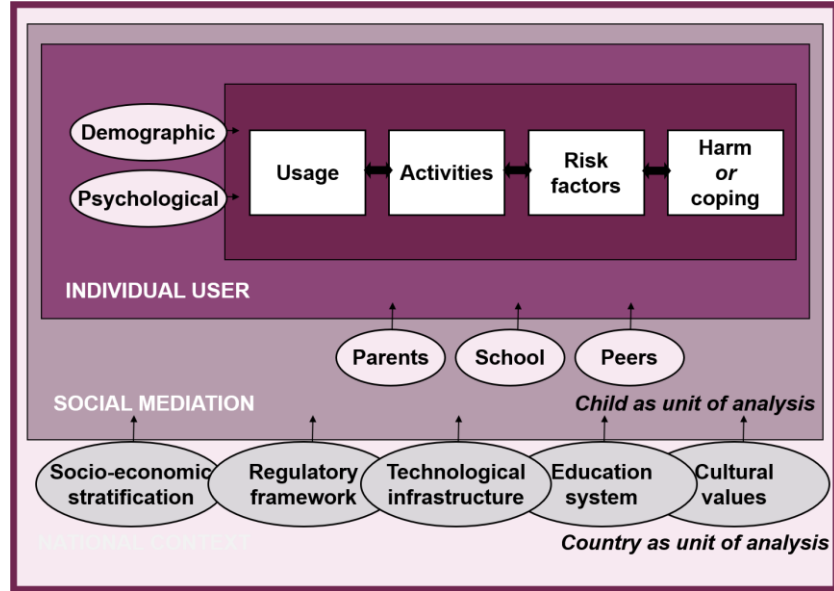 Demographic
Psychological
Usage
Activities
Risk
factors
Harm
or
coping
INDIVIDUAL USER
Parents
School
Peers
SOCIAL MEDIATION
Child as unit of analysis
Socio-economic
stratification
Regulatory
framework
Technological
infrastructure
Education
system
Cultural
values
NATIONAL CONTEXT
Country as unit of analysis